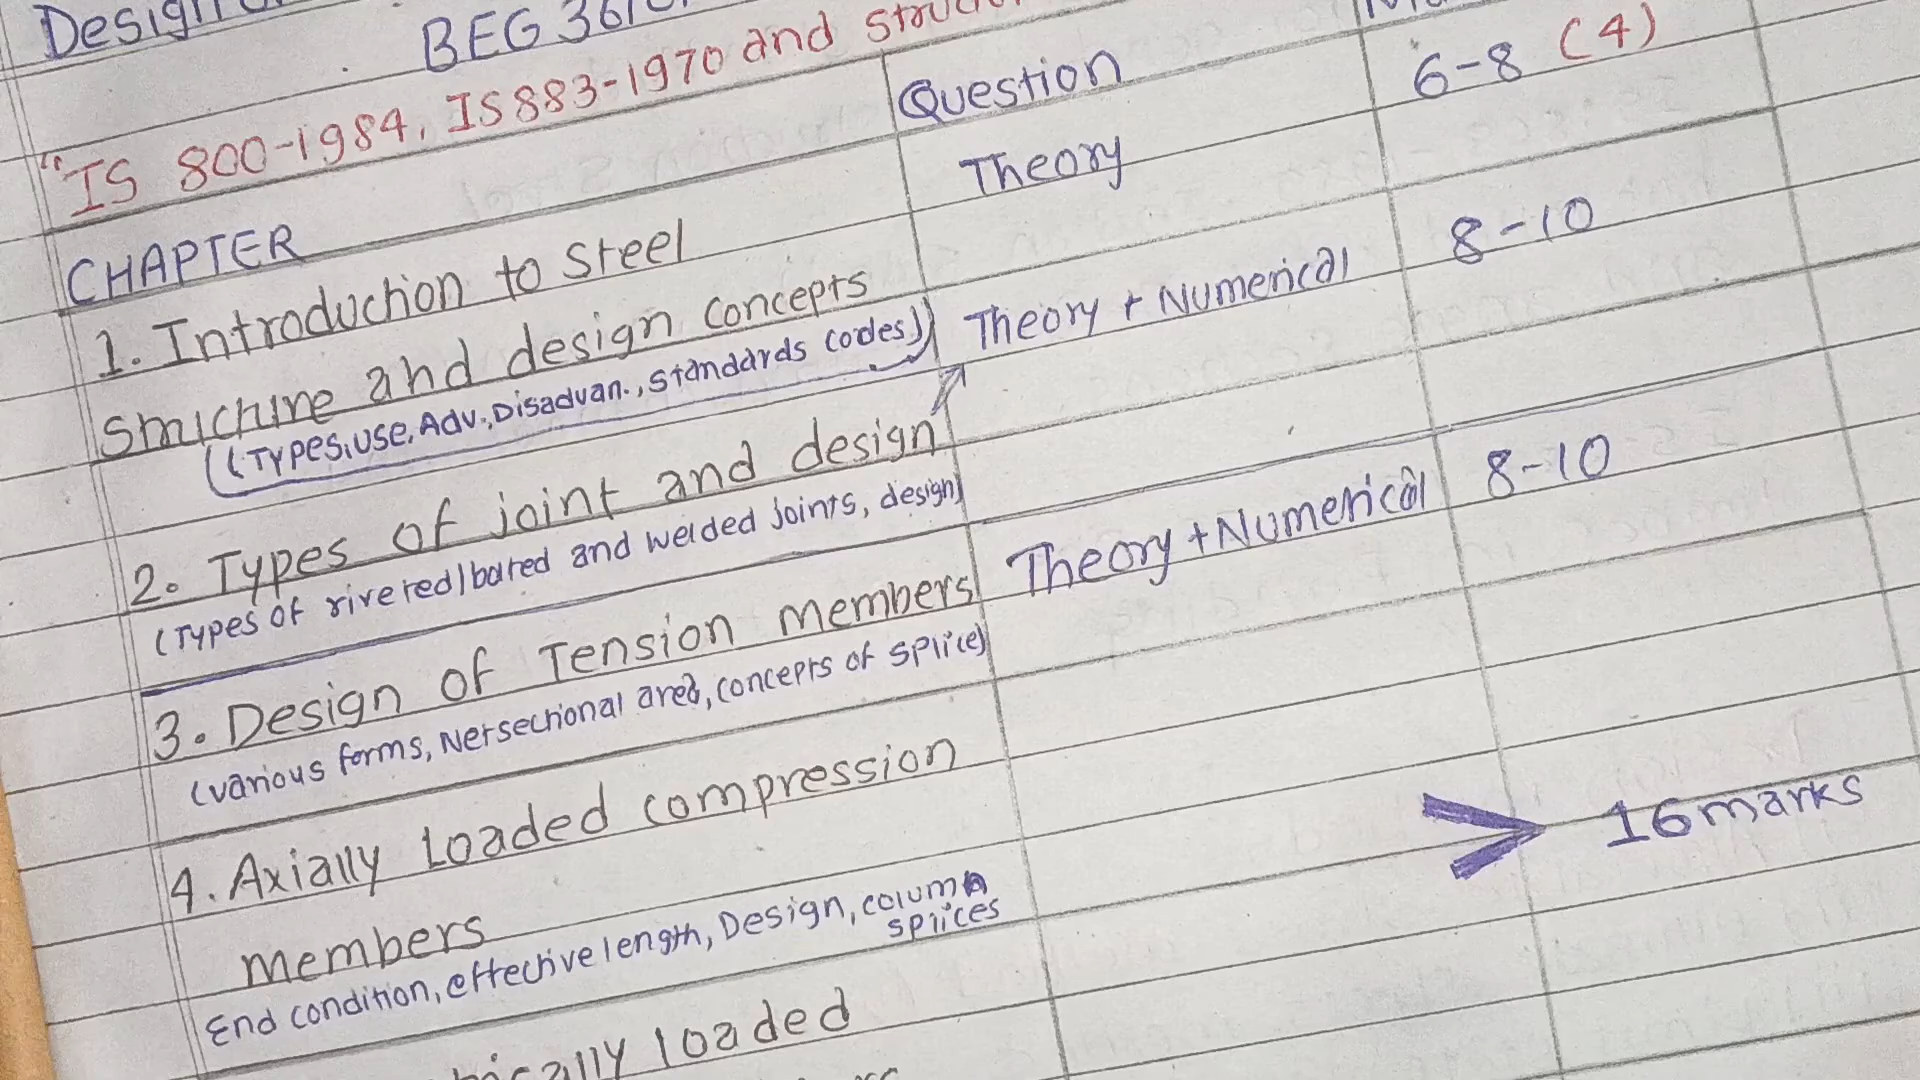 Design
BEG
"IS 800-1984, IS 883-1970 and
CHAPTER
Question
1. Introduction to Steel
Theory
6-8 (4)
structure and design concepts
((Types, Use, Adv., Disadvan., standards codes))
Theory + Numerical
8-10
2. Types of joint and design
(Types of riveted/bolted and welded joints, design)
3. Design of Tension members
Theory + Numerical
8-10
(various forms, Net sectional area, concepts of splice)
4. Axially Loaded compression
members
> 16 marks
End condition, effective length, Design, column
splices
loaded